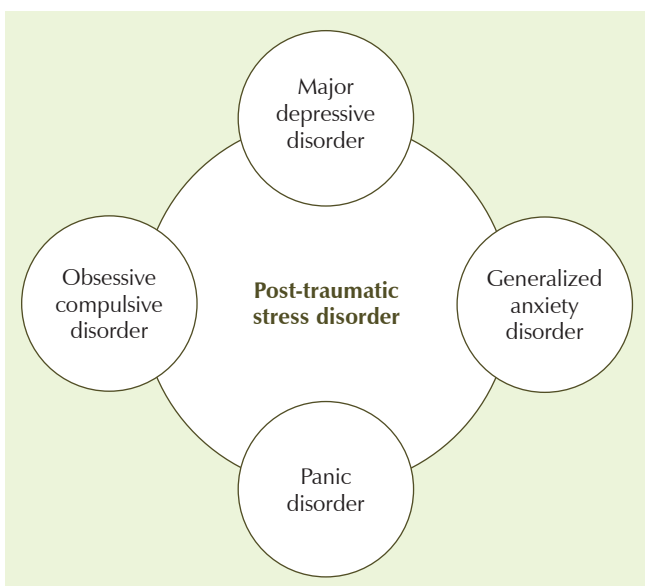 Major
depressive
disorder
Obsessive
compulsive
disorder
Post-traumatic
stress disorder
Generalized
anxiety
disorder
Panic
disorder